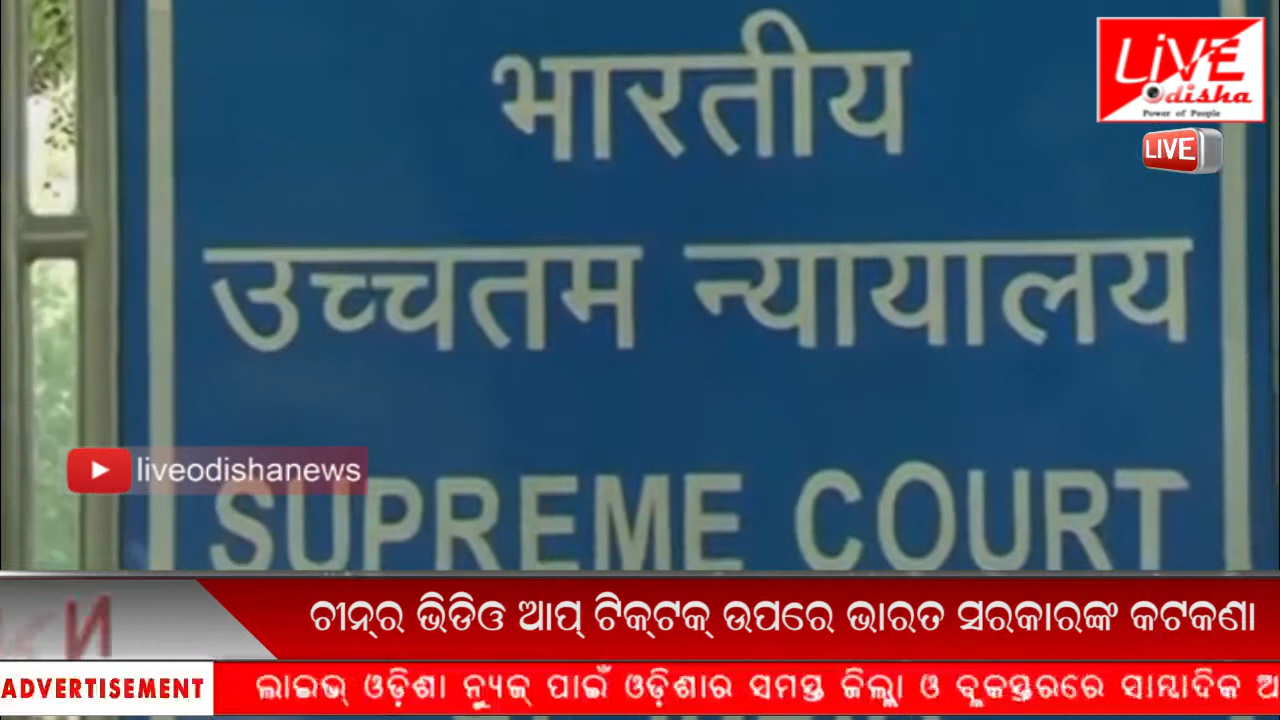 भारतीय
LiVE
Odisha
Power of People
LIVE
उच्चतम न्यायालय
liveodishanews
SUPREME COURT
ଚୀନ୍‌ର ଭିଡିଓ ଆପ୍ ଟିକ୍‌ଟକ୍ ଉପରେ ଭାରତ ସରକାରଙ୍କ କଟକଣା
ADVERTISEMENT
ଲାଇଭ୍ ଓଡ଼ିଶା ନ୍ୟୁଜ୍ ପାଇଁ ଓଡ଼ିଶାର ସମସ୍ତ ଜିଲ୍ଲା ଓ ବ୍ଲକସ୍ତରରେ ସାମ୍ବାଦିକ